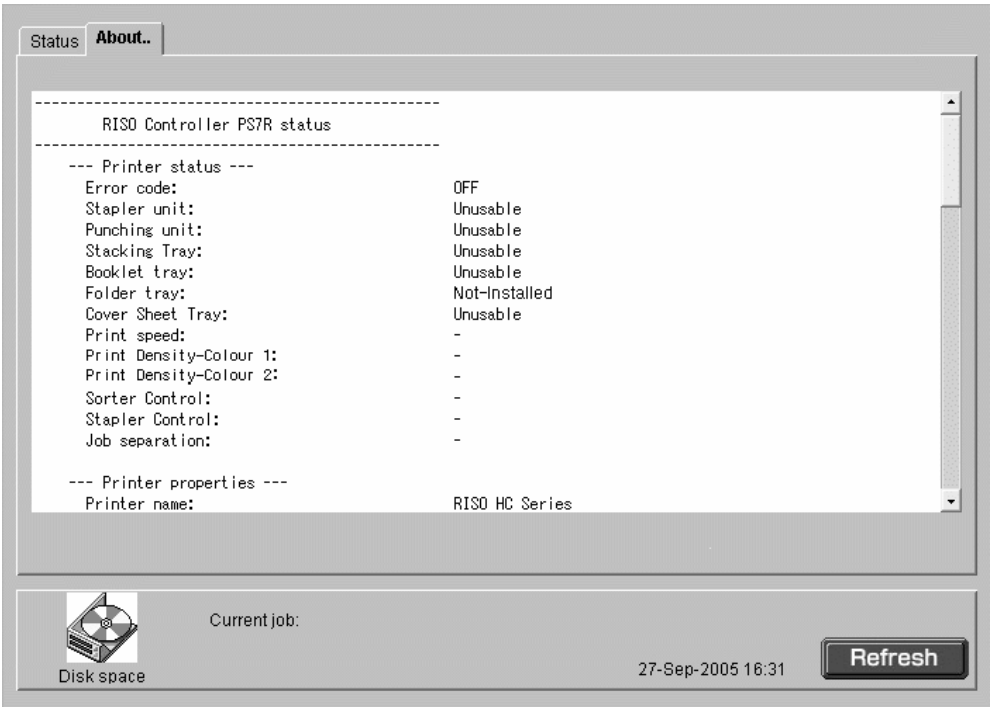 Status About..
------------------------------------------------
RISO Controller PS7R status
------------------------------------------------
--- Printer status ---
Error code: OFF
Stapler unit: Unusable
Punching unit: Unusable
Stacking Tray: Unusable
Booklet tray: Unusable
Folder tray: Not-Installed
Cover Sheet Tray: Unusable
Print speed: -
Print Density-Colour 1: -
Print Density-Colour 2: -
Sorter Control: -
Stapler Control: -
Job separation: -
--- Printer properties ---
Printer name: RISO HC Series
Current job:
Disk space
27-Sep-2005 16:31
Refresh